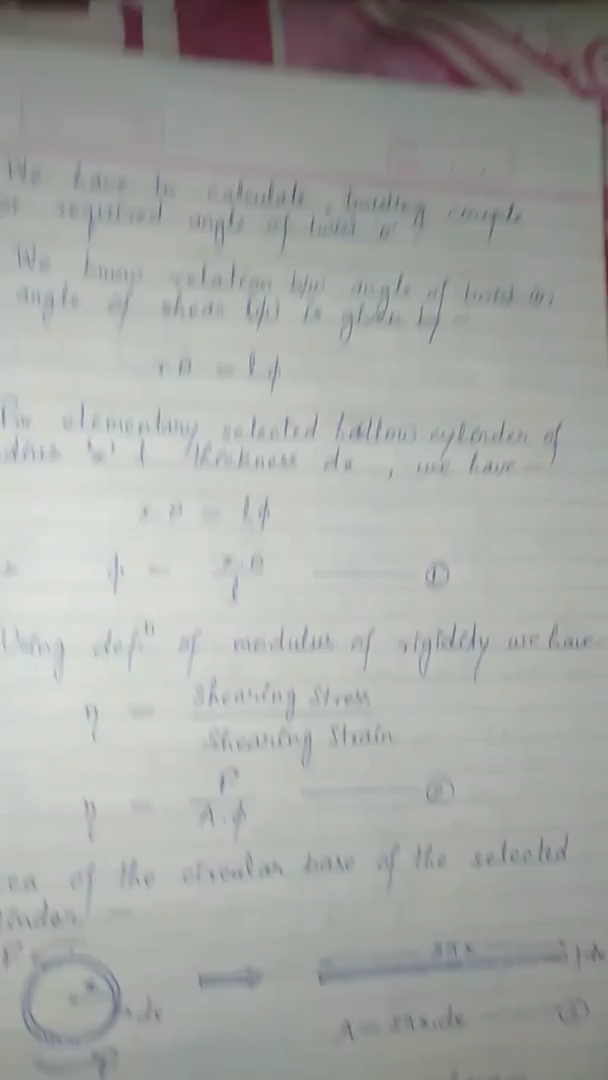 We have to calculate twisting couple
required angle of twist
We know relation b/w angle of twist
angle of shear (ϕ) is given by -
= lϕ
For elementary selected hollow cylinder of
'x' & thickness dx, we have -
xθ = lϕ
ϕ = xθ/l ——— ①
Using defⁿ of modulus of rigidity we have
η = Shearing Stress / Shearing Strain
η = F/A.ϕ ——— ②
of the circular base of the selected
F x dx 2πx dx
A = 2πx.dx ——— ③
F